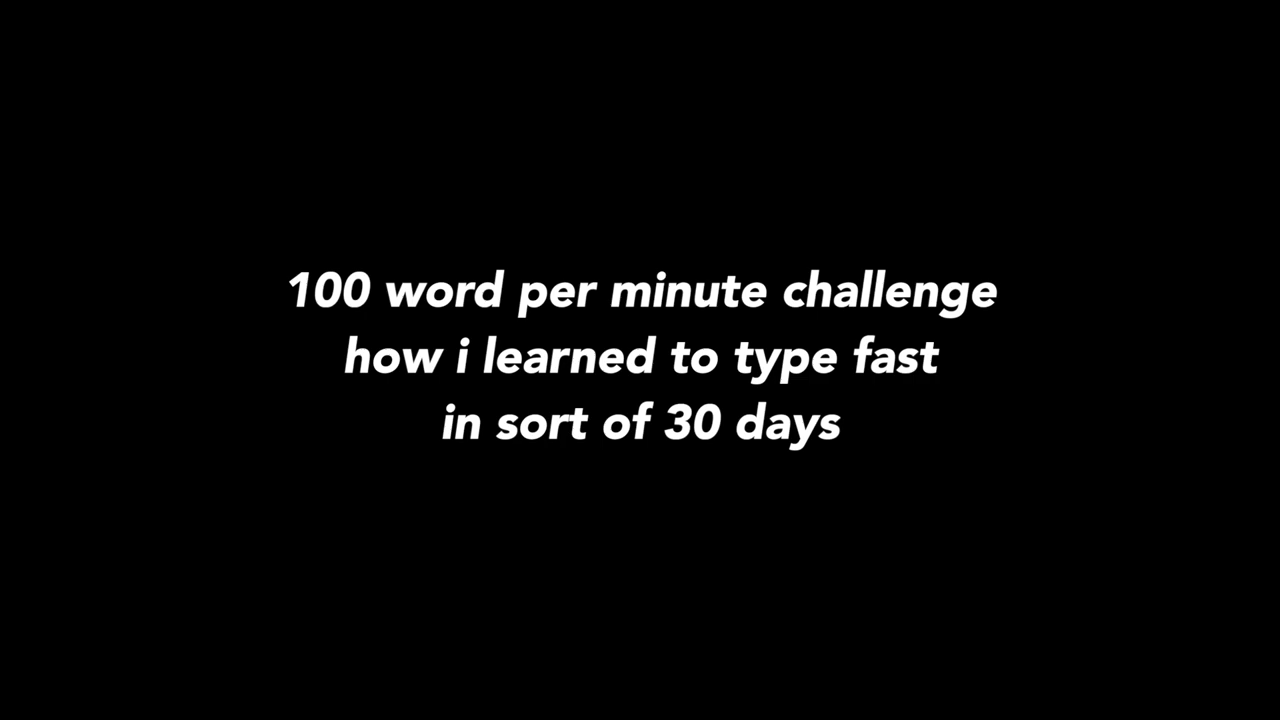 100 word per minute challenge
how i learned to type fast
in sort of 30 days